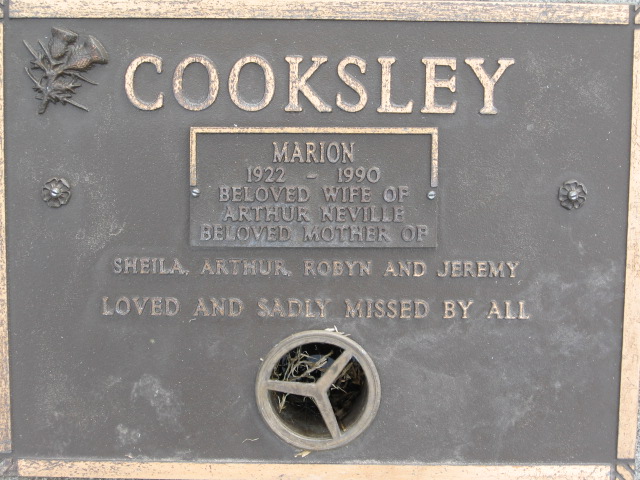 COOKSLEY
MARION
1922 - 1990
BELOVED WIFE OF
ARTHUR NEVILLE
BELOVED MOTHER OF
SHEILA, ARTHUR, ROBYN AND JEREMY
LOVED AND SADLY MISSED BY ALL